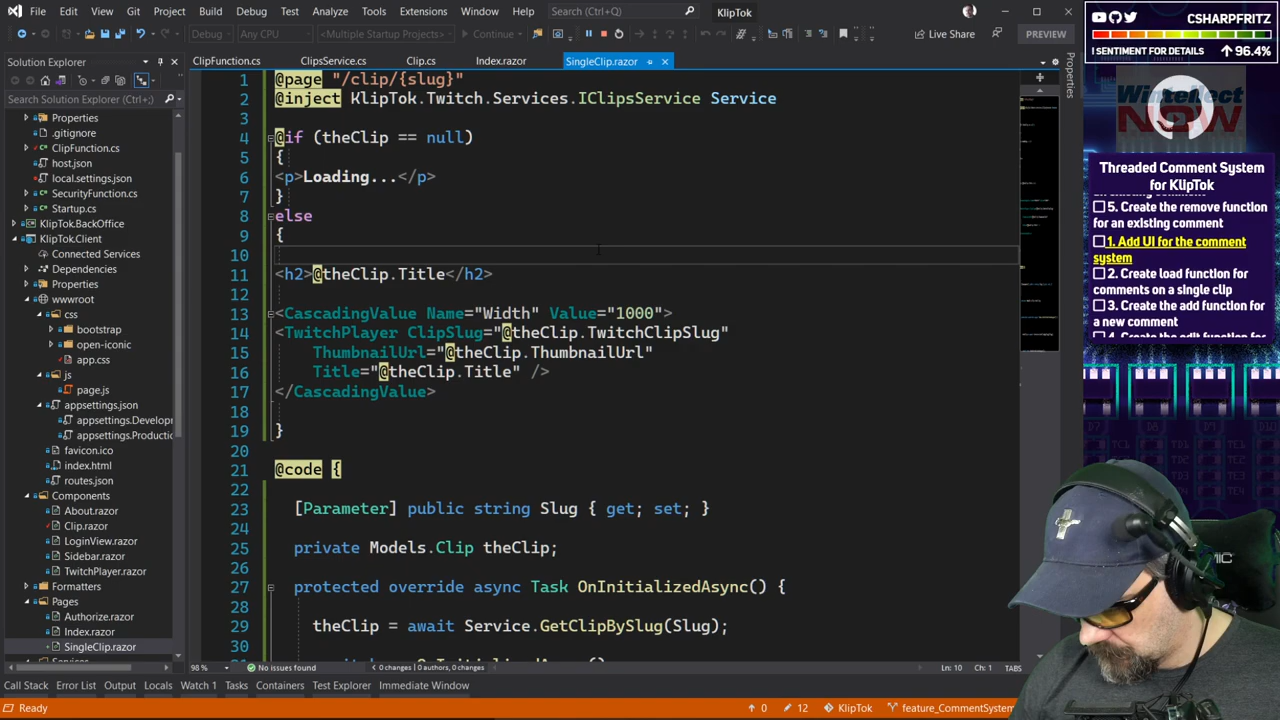 File Edit View Git Project Build Debug Test Analyze Tools Extensions Window Help Search (Ctrl+Q) KlipTok
Debug Any CPU <Multiple Startup Projects> Continue Live Share PREVIEW
Solution Explorer
Search Solution Explorer (Ctrl+;)
Properties
.gitignore
ClipFunction.cs
host.json
local.settings.json
SecurityFunction.cs
Startup.cs
KlipTok.BackOffice
KlipTok.Client
Connected Services
Dependencies
Properties
wwwroot
css
bootstrap
open-iconic
app.css
js
page.js
appsettings.json
appsettings.Develop
appsettings.Productio
favicon.ico
index.html
routes.json
Components
About.razor
Clip.razor
LoginView.razor
Sidebar.razor
TwitchPlayer.razor
Formatters
Pages
Authorize.razor
Index.razor
SingleClip.razor
ClipFunction.cs ClipsService.cs Clip.cs Index.razor SingleClip.razor
Properties
1 @page "/clip/{slug}"
2 @inject KlipTok.Twitch.Services.IClipsService Service
3
4 @if (theClip == null)
5 {
6 <p>Loading...</p>
7 }
8 else
9 {
10
11 <h2>@theClip.Title</h2>
12
13 <CascadingValue Name="Width" Value="1000">
14 <TwitchPlayer ClipSlug="@theClip.TwitchClipSlug"
15 ThumbnailUrl="@theClip.ThumbnailUrl"
16 Title="@theClip.Title" />
17 </CascadingValue>
18
19 }
20
21 @code {
22
23 [Parameter] public string Slug { get; set; }
24
25 private Models.Clip theClip;
26
27 protected override async Task OnInitializedAsync() {
28
29 theClip = await Service.GetClipBySlug(Slug);
30
98 % No issues found 0 changes | 0 authors, 0 changes Ln: 10 Ch: 1 TABS
Call Stack Error List Output Locals Watch 1 Tasks Containers Test Explorer Immediate Window
Ready 0 12 KlipTok feature_CommentSystem
CSHARPFRITZ
! SENTIMENT FOR DETAILS 96.4%
Wintellect
NOW
Threaded Comment System
for KlipTok
5. Create the remove function
for an existing comment
1. Add UI for the comment
system
2. Create load function for
comments on a single clip
3. Create the add function for
a new comment